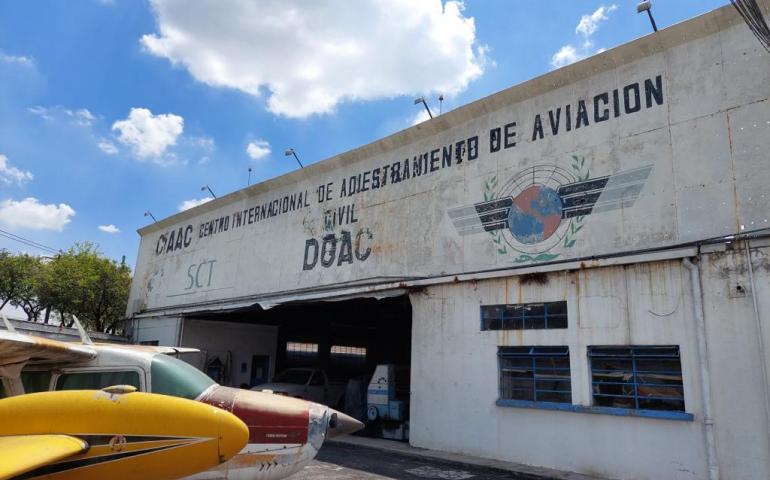 CIAAC CENTRO INTERNACIONAL DE ADIESTRAMIENTO DE AVIACION
CIVIL
DGAC
SCT